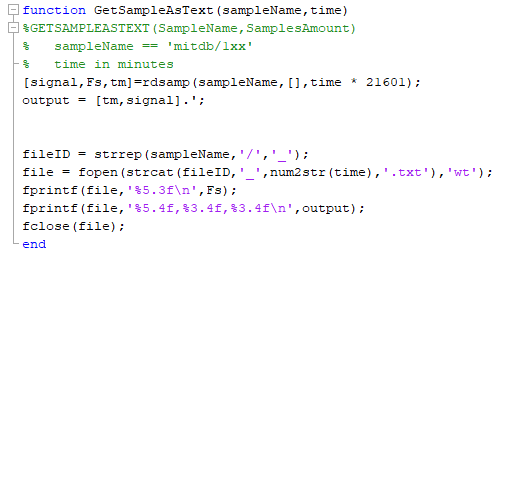 function GetSampleAsText(sampleName,time)
%GETSAMPLEASTEXT(SampleName,SamplesAmount)
%   sampleName == 'mitdb/1xx'
%   time in minutes
[signal,Fs,tm]=rdsamp(sampleName,[],time * 21601);
output = [tm,signal].';
fileID = strrep(sampleName,'/','_');
file = fopen(strcat(fileID,'_',num2str(time),'.txt'),'wt');
fprintf(file,'%5.3f\n',Fs);
fprintf(file,'%5.4f,%3.4f,%3.4f\n',output);
fclose(file);
end